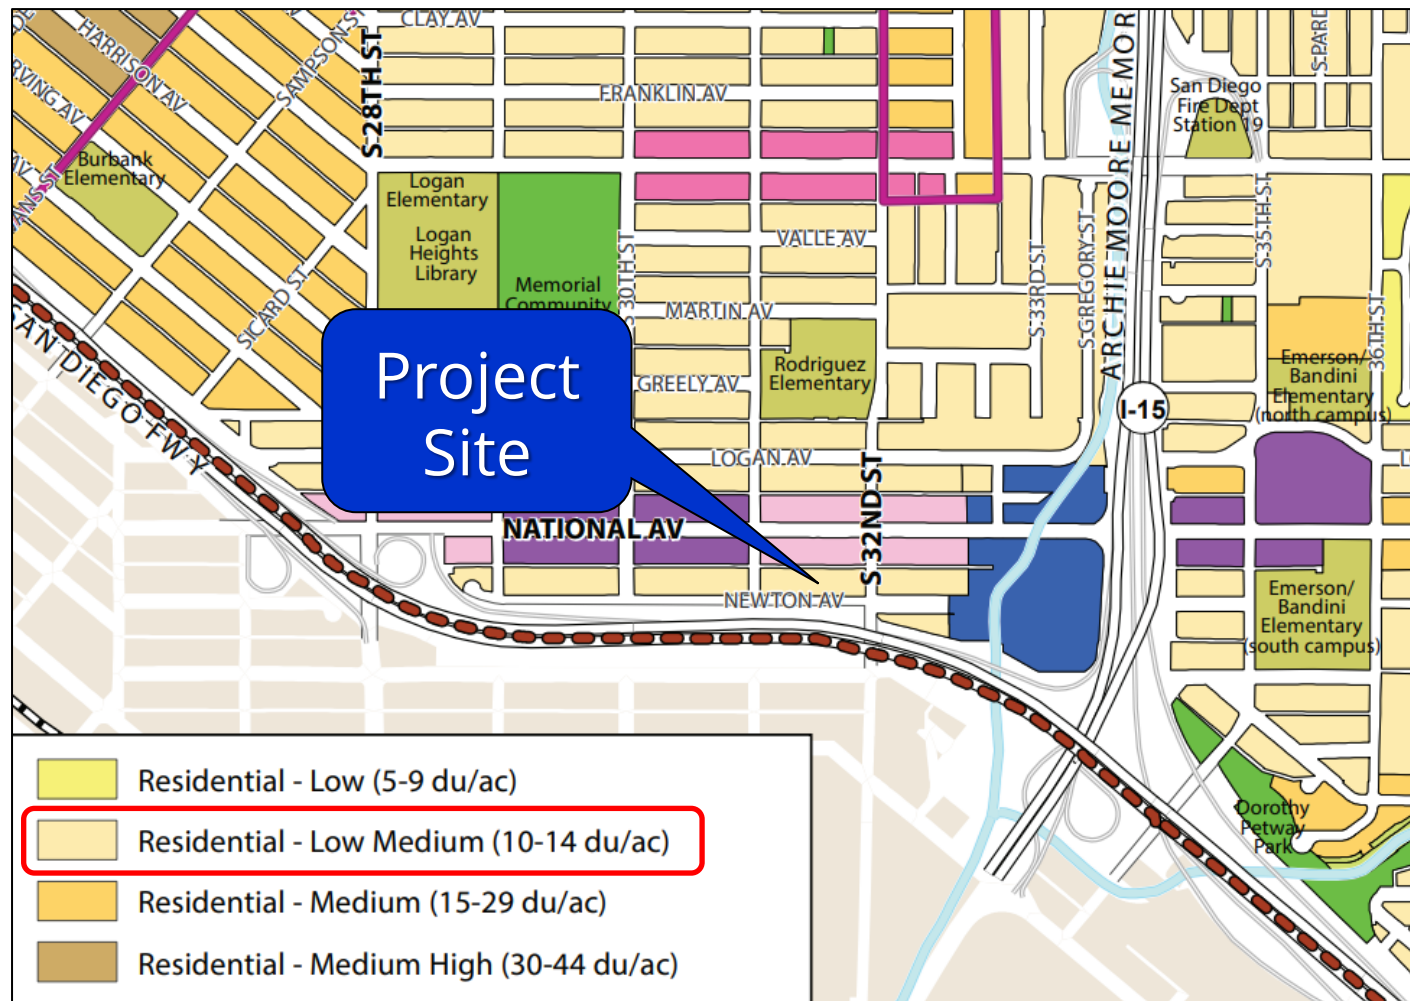 CLAY AV
SAMPSON ST
HARRISON AV
IRVING AV
S 28TH ST
FRANKLIN AV
ARCHIE MOORE MEMOR
San Diego
Fire Dept
Station 19
S PARD
Burbank
Elementary
AV
ANS ST
Logan
Elementary
Logan
Heights
Library
Memorial
Community
S 30TH ST
VALLE AV
MARTIN AV
S 33RD ST
S GREGORY ST
S 35TH ST
36TH ST
SICARD ST
SAN DIEGO FWY
Project
Site
GREELY AV
Rodriguez
Elementary
I-15
Emerson/
Bandini
Elementary
(north campus)
LOGAN AV
L
NATIONAL AV
S 32ND ST
NEWTON AV
Emerson/
Bandini
Elementary
(south campus)
Dorothy
Petway
Park
Residential - Low (5-9 du/ac)
Residential - Low Medium (10-14 du/ac)
Residential - Medium (15-29 du/ac)
Residential - Medium High (30-44 du/ac)